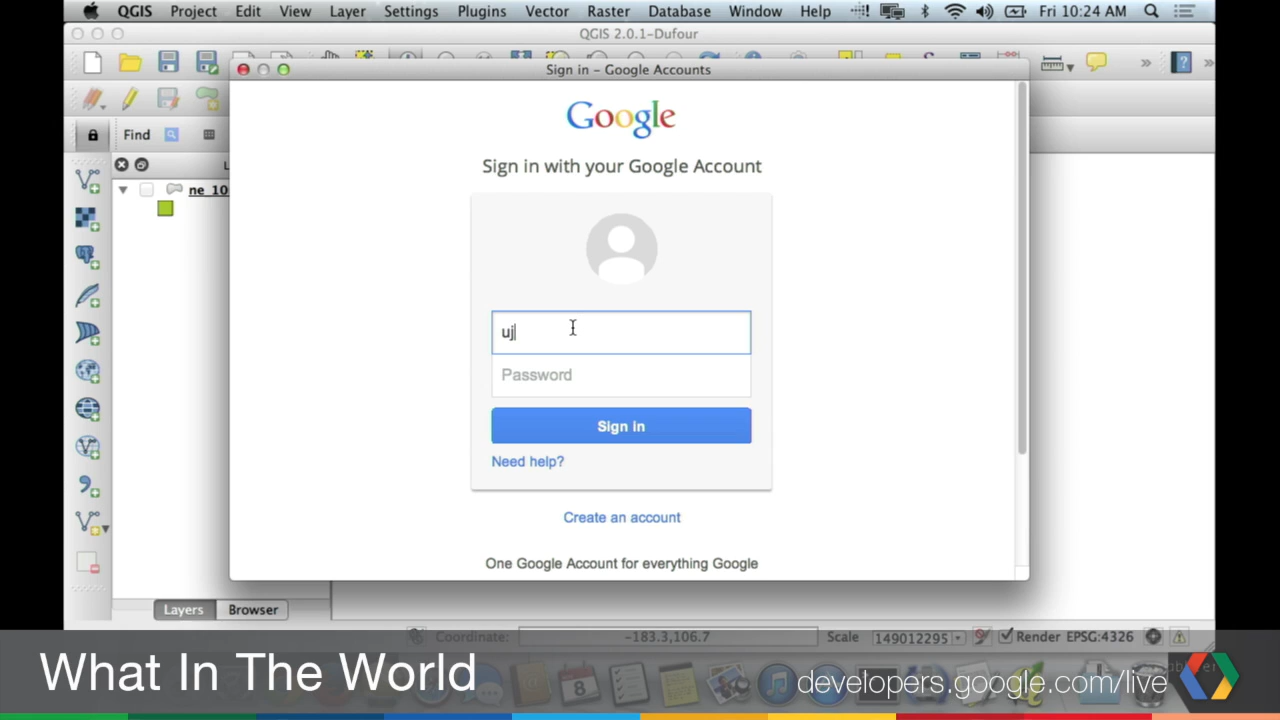 QGIS Project Edit View Layer Settings Plugins Vector Raster Database Window Help Fri 10:24 AM
QGIS 2.0.1-Dufour
Sign in - Google Accounts
Find
Google
Sign in with your Google Account
ne_10
uj
Password
Sign in
Need help?
Create an account
One Google Account for everything Google
Layers Browser
Coordinate: -183.3,106.7 Scale 149012295 Render EPSG:4326
What In The World
8
developers.google.com/live